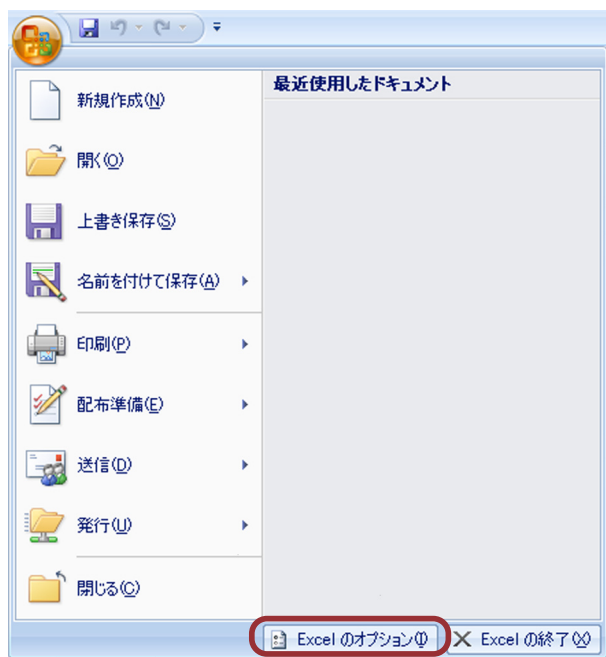 最近使用したドキュメント
新規作成(N)
開く(O)
上書き保存(S)
名前を付けて保存(A)
印刷(P)
配布準備(E)
送信(D)
発行(U)
閉じる(C)
Excel のオプション(I)
Excel の終了(X)